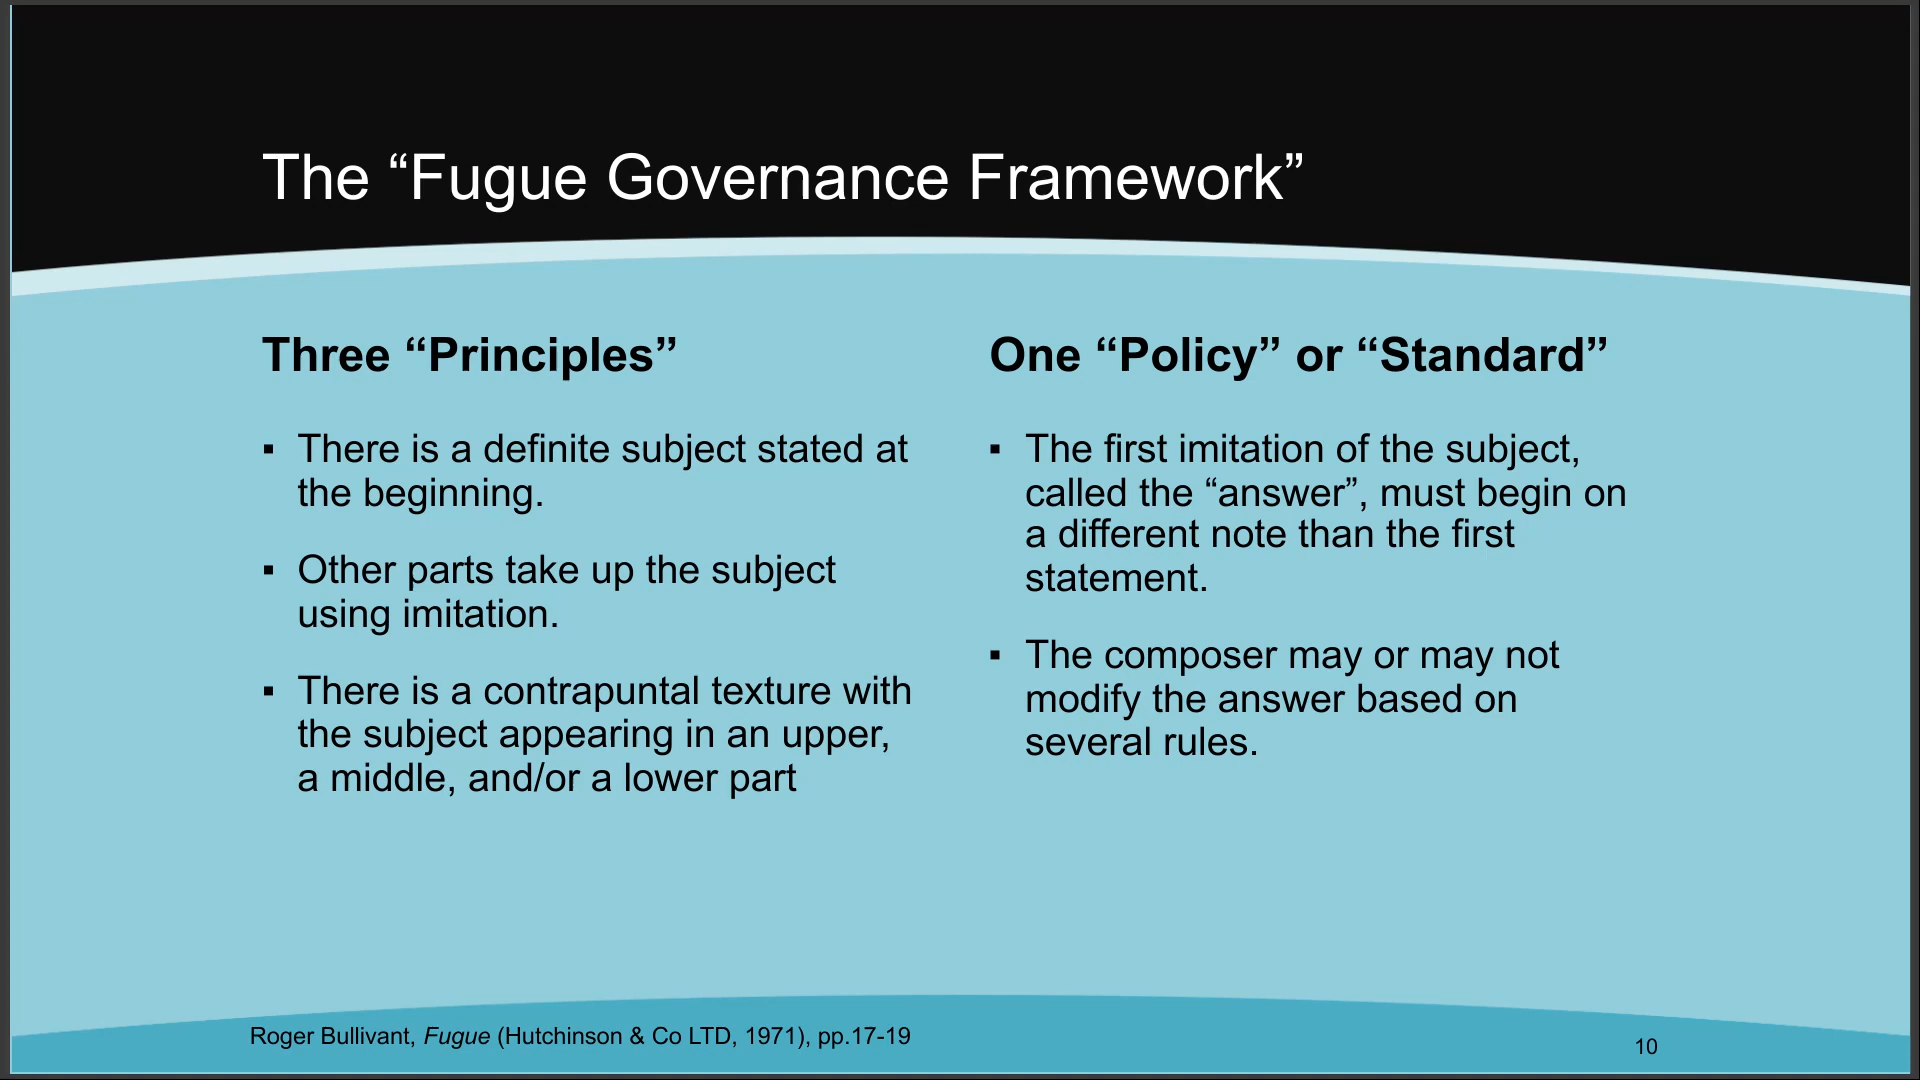 The “Fugue Governance Framework”
Three “Principles”
▪ There is a definite subject stated at
the beginning.
▪ Other parts take up the subject
using imitation.
▪ There is a contrapuntal texture with
the subject appearing in an upper,
a middle, and/or a lower part
One “Policy” or “Standard”
▪ The first imitation of the subject,
called the “answer”, must begin on
a different note than the first
statement.
▪ The composer may or may not
modify the answer based on
several rules.
Roger Bullivant, Fugue (Hutchinson & Co LTD, 1971), pp.17-19
10